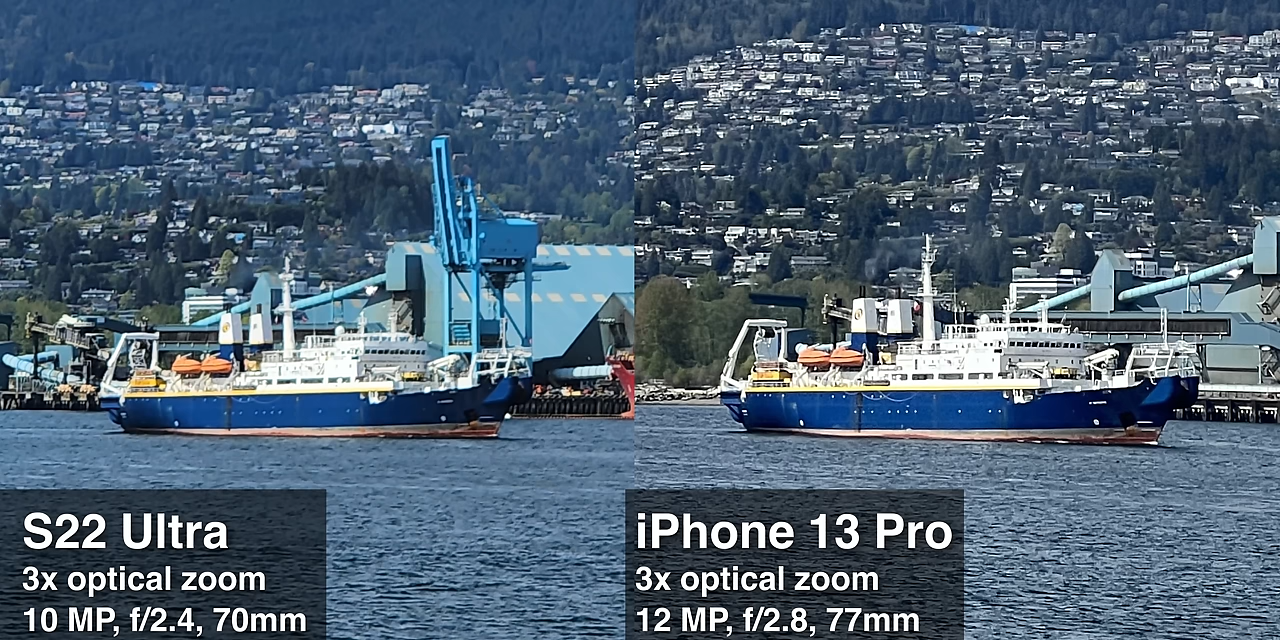 S22 Ultra
3x optical zoom
10 MP, f/2.4, 70mm
iPhone 13 Pro
3x optical zoom
12 MP, f/2.8, 77mm